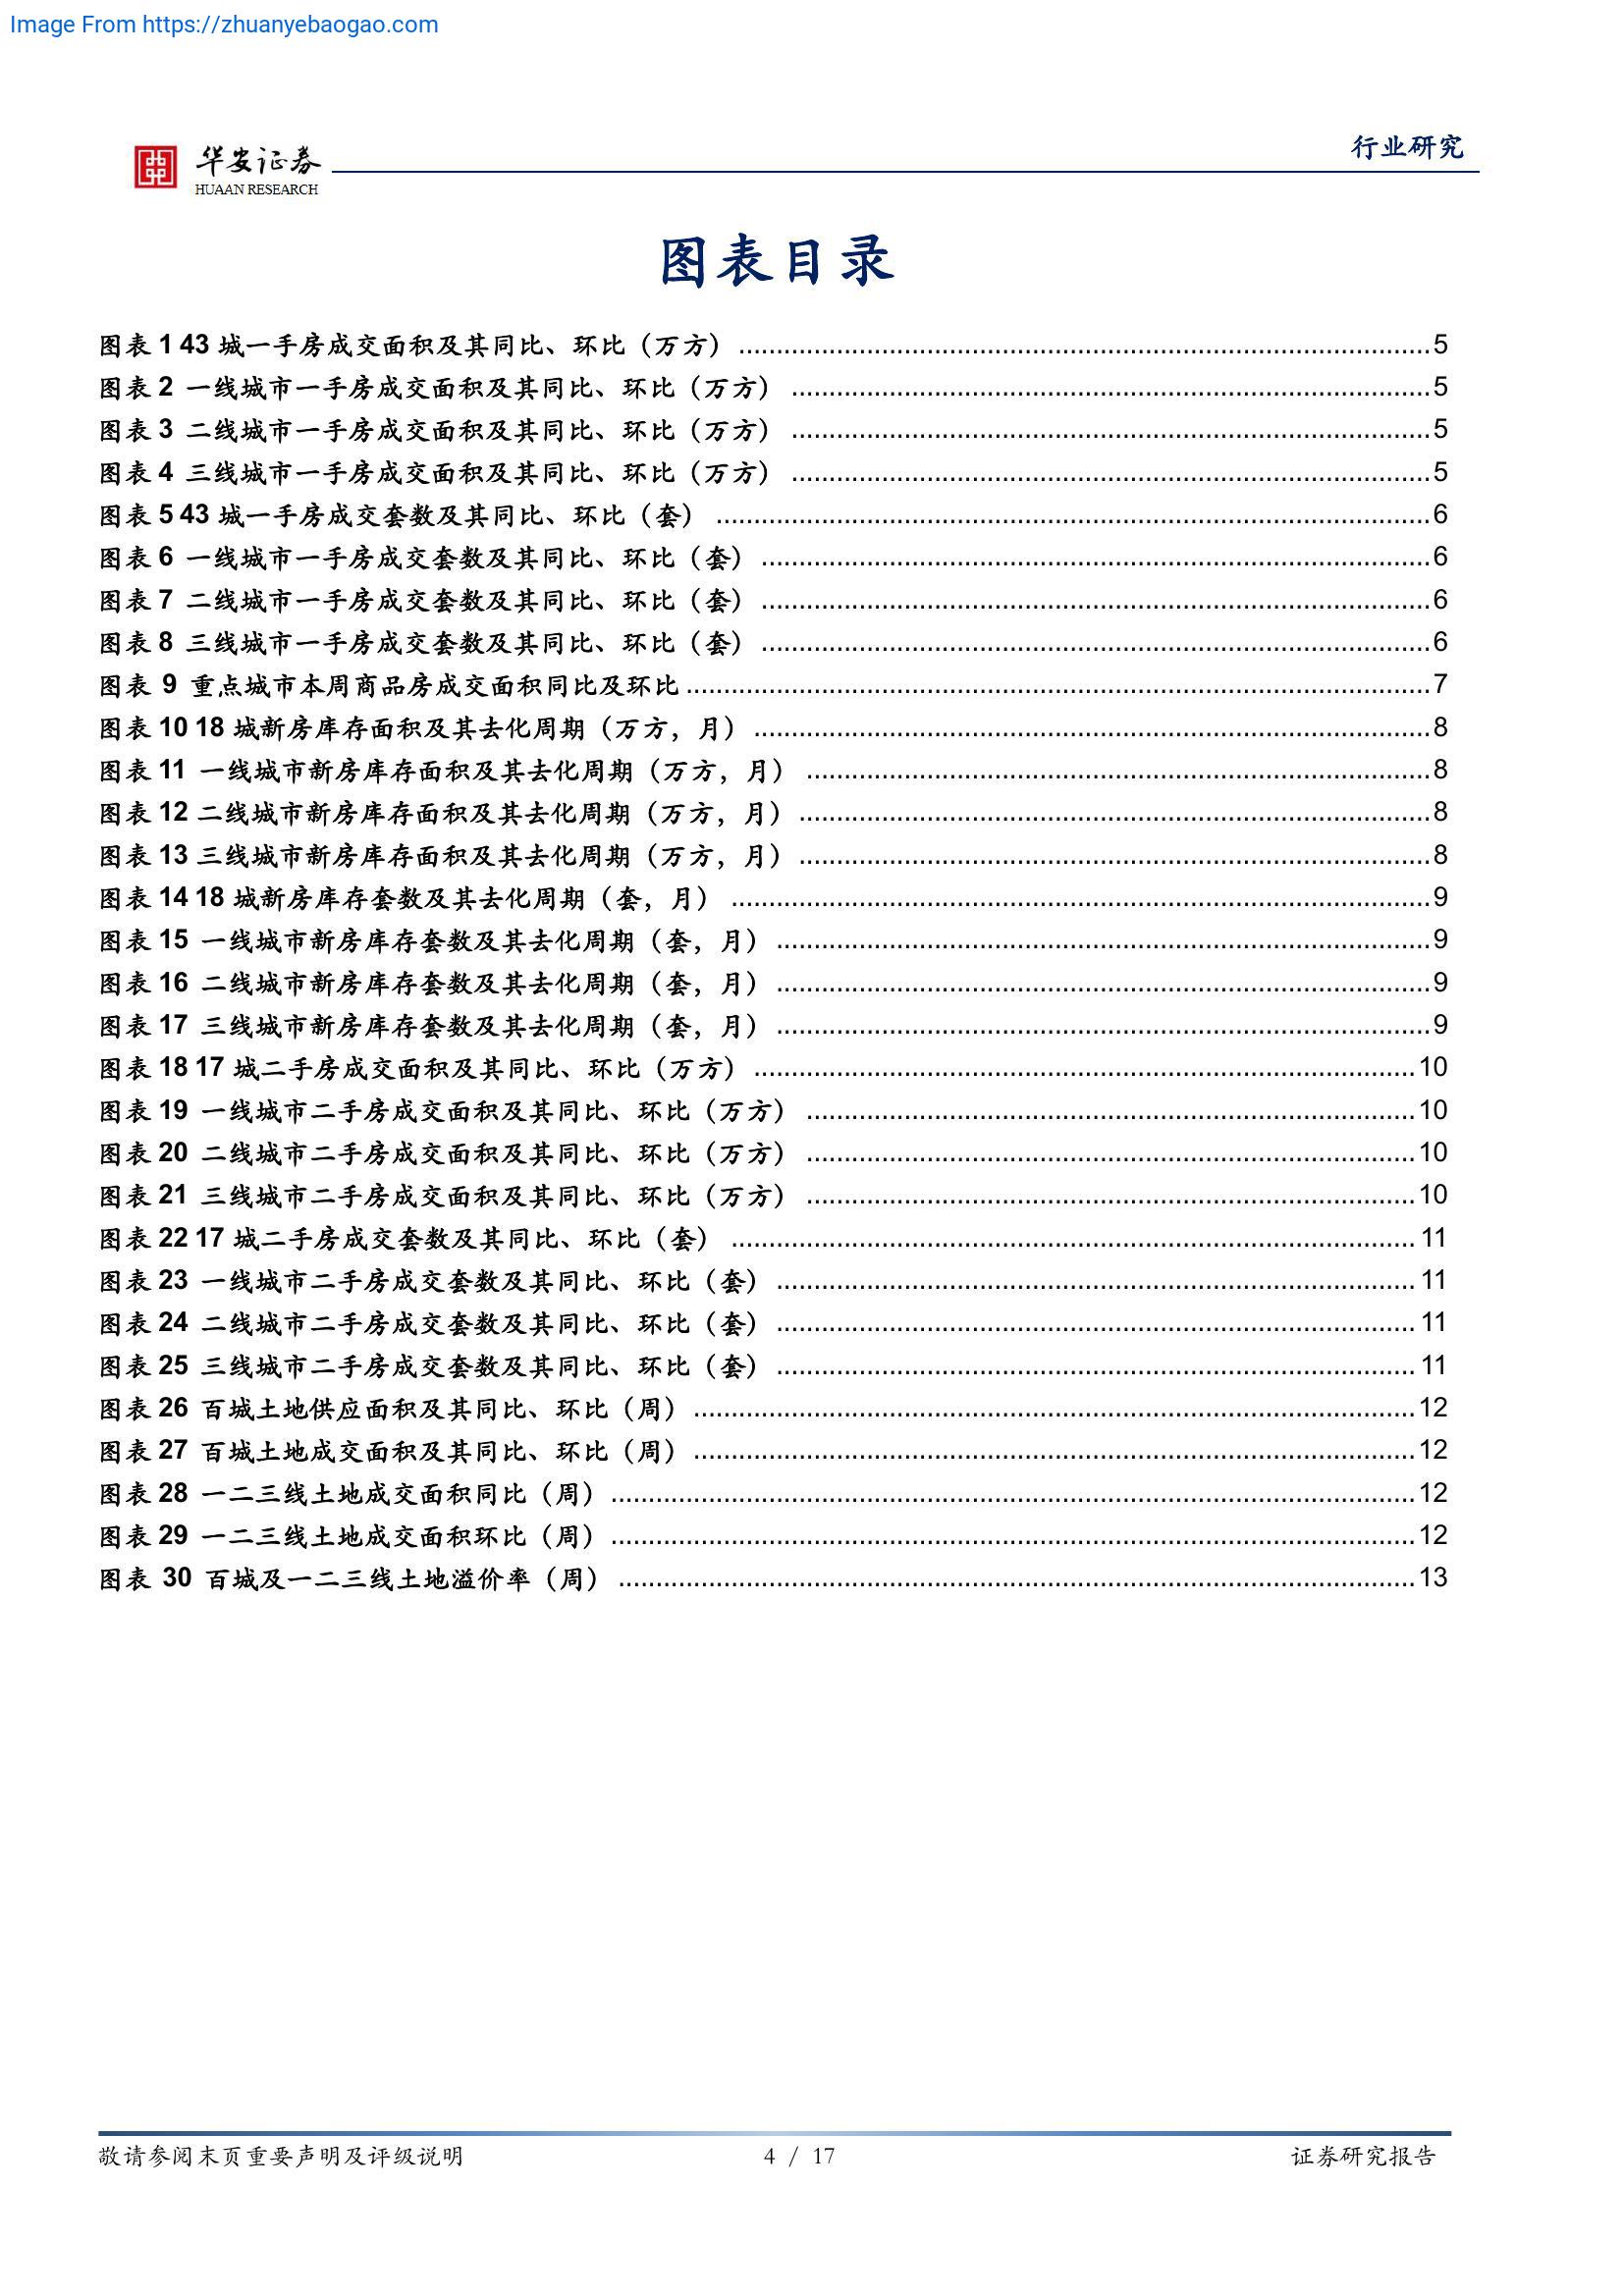 Image From https://zhuanyebaogao.com
华安证券
HUAAN RESEARCH
行业研究
图表目录
图表 1 43 城一手房成交面积及其同比、环比（万方）........5
图表 2 一线城市一手房成交面积及其同比、环比（万方）........5
图表 3 二线城市一手房成交面积及其同比、环比（万方）........5
图表 4 三线城市一手房成交面积及其同比、环比（万方）........5
图表 5 43 城一手房成交套数及其同比、环比（套）........6
图表 6 一线城市一手房成交套数及其同比、环比（套）........6
图表 7 二线城市一手房成交套数及其同比、环比（套）........6
图表 8 三线城市一手房成交套数及其同比、环比（套）........6
图表 9 重点城市本周商品房成交面积同比及环比........7
图表 10 18 城新房库存面积及其去化周期（万方，月）........8
图表 11 一线城市新房库存面积及其去化周期（万方，月）........8
图表 12 二线城市新房库存面积及其去化周期（万方，月）........8
图表 13 三线城市新房库存面积及其去化周期（万方，月）........8
图表 14 18 城新房库存套数及其去化周期（套，月）........9
图表 15 一线城市新房库存套数及其去化周期（套，月）........9
图表 16 二线城市新房库存套数及其去化周期（套，月）........9
图表 17 三线城市新房库存套数及其去化周期（套，月）........9
图表 18 17 城二手房成交面积及其同比、环比（万方）........10
图表 19 一线城市二手房成交面积及其同比、环比（万方）........10
图表 20 二线城市二手房成交面积及其同比、环比（万方）........10
图表 21 三线城市二手房成交面积及其同比、环比（万方）........10
图表 22 17 城二手房成交套数及其同比、环比（套）........11
图表 23 一线城市二手房成交套数及其同比、环比（套）........11
图表 24 二线城市二手房成交套数及其同比、环比（套）........11
图表 25 三线城市二手房成交套数及其同比、环比（套）........11
图表 26 百城土地供应面积及其同比、环比（周）........12
图表 27 百城土地成交面积及其同比、环比（周）........12
图表 28 一二三线土地成交面积同比（周）........12
图表 29 一二三线土地成交面积环比（周）........12
图表 30 百城及一二三线土地溢价率（周）........13
敬请参阅末页重要声明及评级说明
4 / 17
证券研究报告